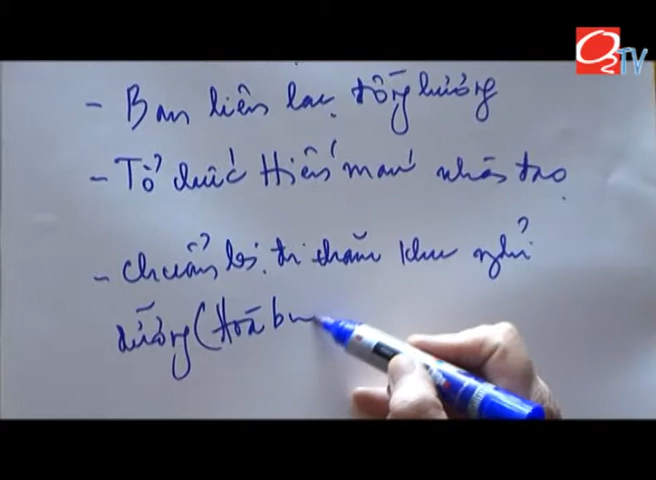 O2TV
- Ban liên lạc đồng hương
- Tổ chức Hiến máu nhân đạo
- Chuẩn bị đi thăm khu nghỉ
dưỡng (Hoà b